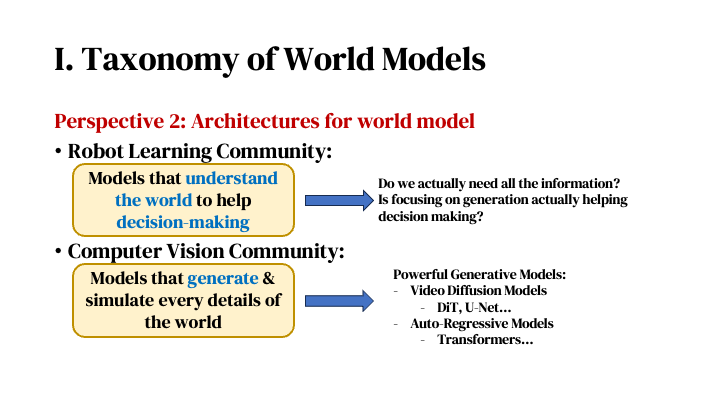 I. Taxonomy of World Models
Perspective 2: Architectures for world model
• Robot Learning Community:
Models that understand
the world to help
decision-making
Do we actually need all the information?
Is focusing on generation actually helping
decision making?
• Computer Vision Community:
Models that generate &
simulate every details of
the world
Powerful Generative Models:
- Video Diffusion Models
- DiT, U-Net...
- Auto-Regressive Models
- Transformers...